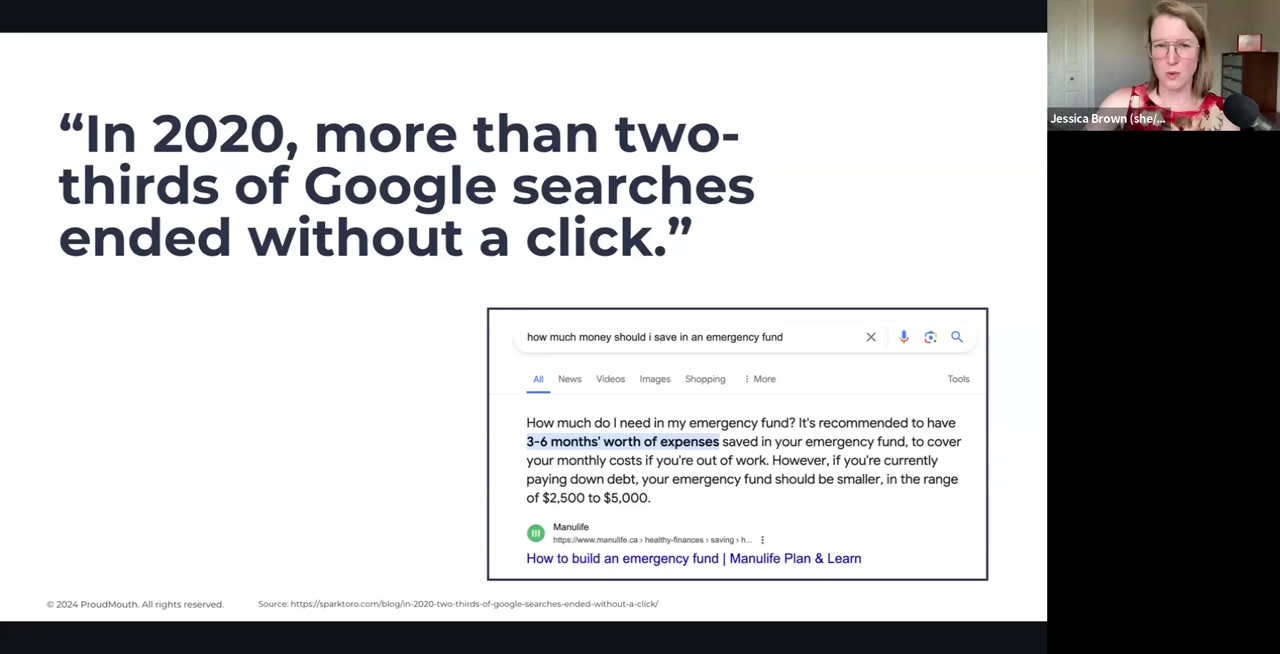 “In 2020, more than two-
thirds of Google searches
ended without a click.”
how much money should i save in an emergency fund
All News Videos Images Shopping More Tools
How much do I need in my emergency fund? It's recommended to have
3-6 months' worth of expenses saved in your emergency fund, to cover
your monthly costs if you're out of work. However, if you're currently
paying down debt, your emergency fund should be smaller, in the range
of $2,500 to $5,000.
Manulife
https://www.manulife.ca › healthy-finances › saving › h...
How to build an emergency fund | Manulife Plan & Learn
© 2024 ProudMouth. All rights reserved. Source: https://sparktoro.com/blog/in-2020-two-thirds-of-google-searches-ended-without-a-click/
Jessica Brown (she/...